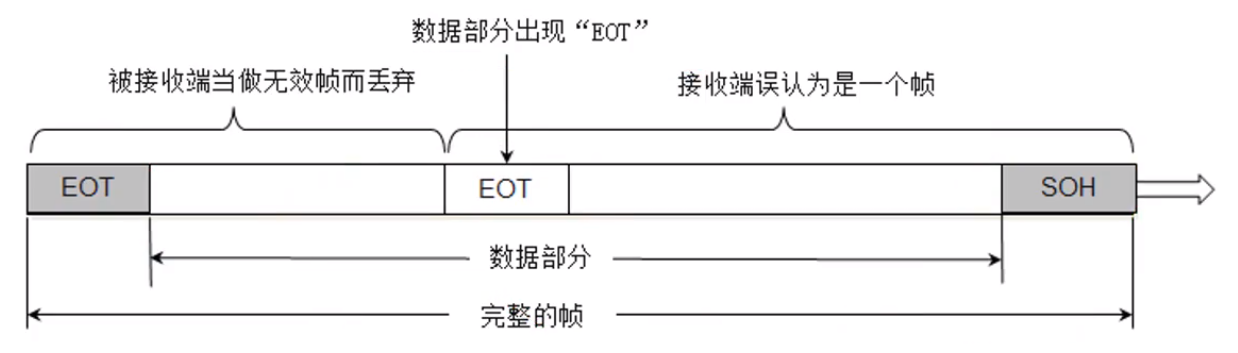 数据部分出现“EOT”
被接收端当做无效帧而丢弃
接收端误认为是一个帧
EOT
EOT
SOH
数据部分
完整的帧